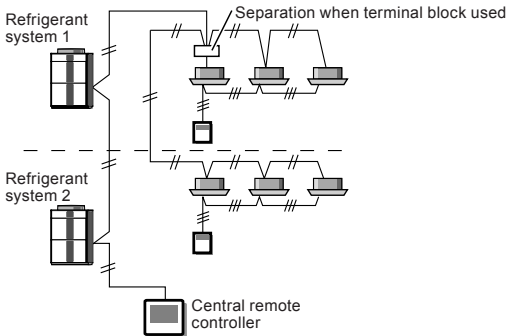 Refrigerant
system 1
Separation when terminal block used
Refrigerant
system 2
Central remote
controller